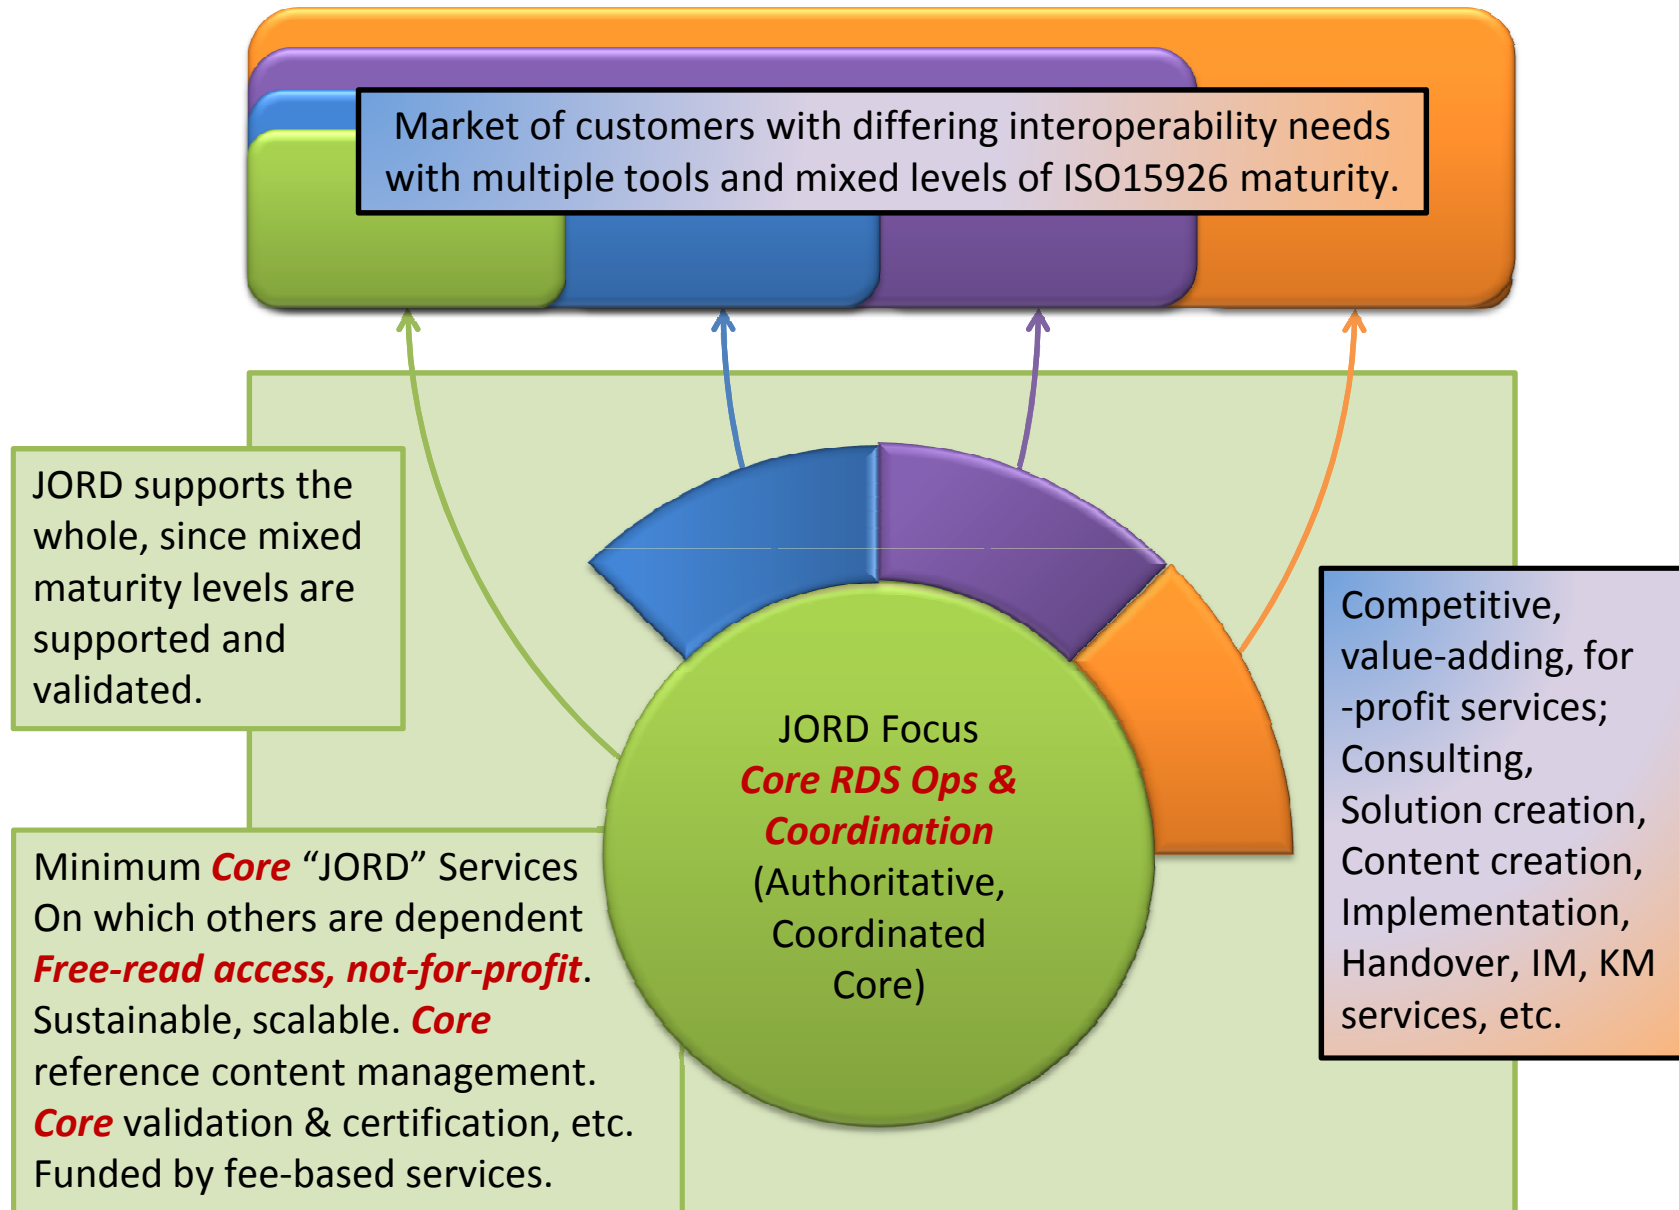 Market of customers with differing interoperability needs
with multiple tools and mixed levels of ISO15926 maturity.
JORD supports the
whole, since mixed
maturity levels are
supported and
validated.
JORD Focus
Core RDS Ops &
Coordination
(Authoritative,
Coordinated
Core)
Competitive,
value-adding, for
-profit services;
Consulting,
Solution creation,
Content creation,
Implementation,
Handover, IM, KM
services, etc.
Minimum Core “JORD” Services
On which others are dependent
Free-read access, not-for-profit.
Sustainable, scalable. Core
reference content management.
Core validation & certification, etc.
Funded by fee-based services.